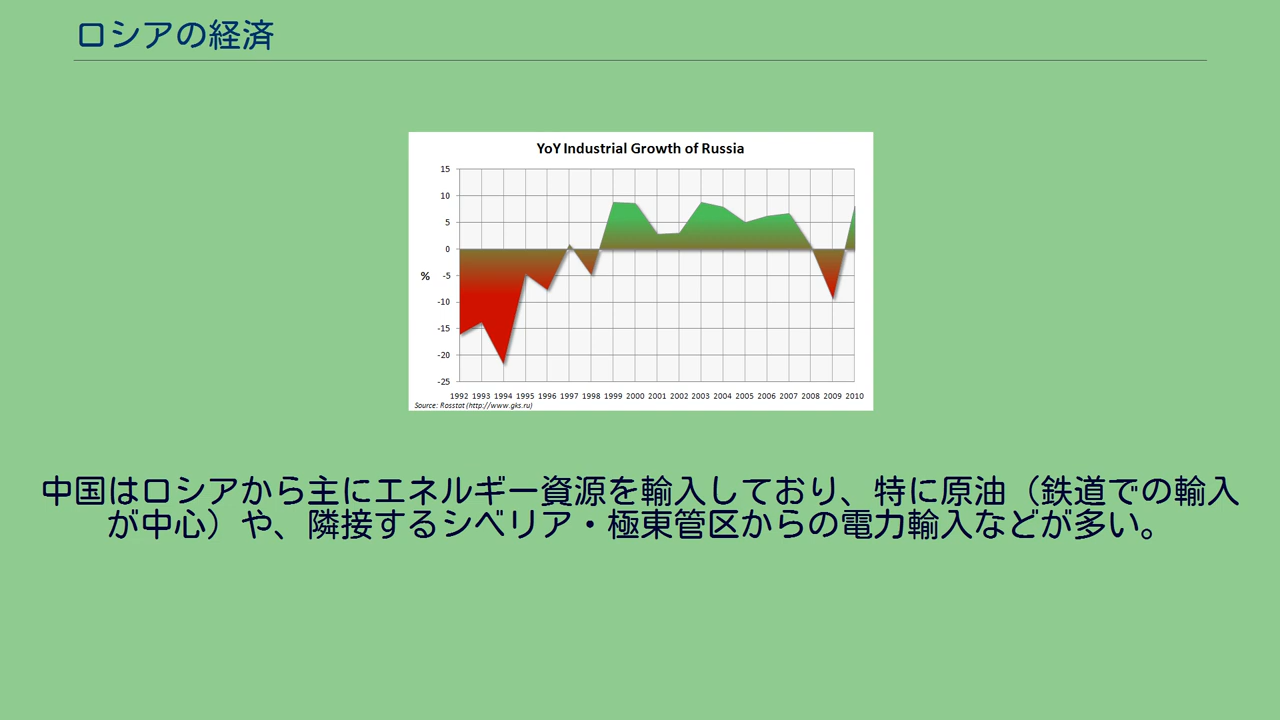 ロシアの経済
YoY Industrial Growth of Russia
15
10
5
0
%
-5
-10
-15
-20
-25
1992 1993 1994 1995 1996 1997 1998 1999 2000 2001 2002 2003 2004 2005 2006 2007 2008 2009 2010
Source: Rosstat (http://www.gks.ru)
中国はロシアから主にエネルギー資源を輸入しており、特に原油（鉄道での輸入
が中心）や、隣接するシベリア・極東管区からの電力輸入などが多い。